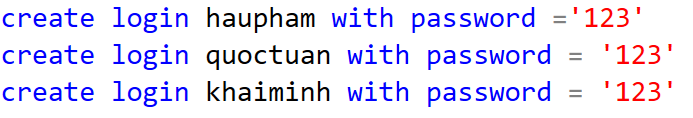 create login haupham with password ='123'
create login quoctuan with password = '123'
create login khaiminh with password = '123'